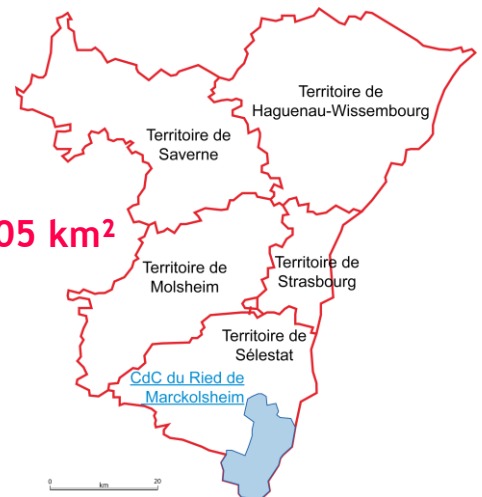 Territoire de
Haguenau-Wissembourg
Territoire de
Saverne
05 km²
Territoire de
Molsheim
Territoire de
Strasbourg
Territoire de
Sélestat
CdC du Ried de
Marckolsheim
0 km 20